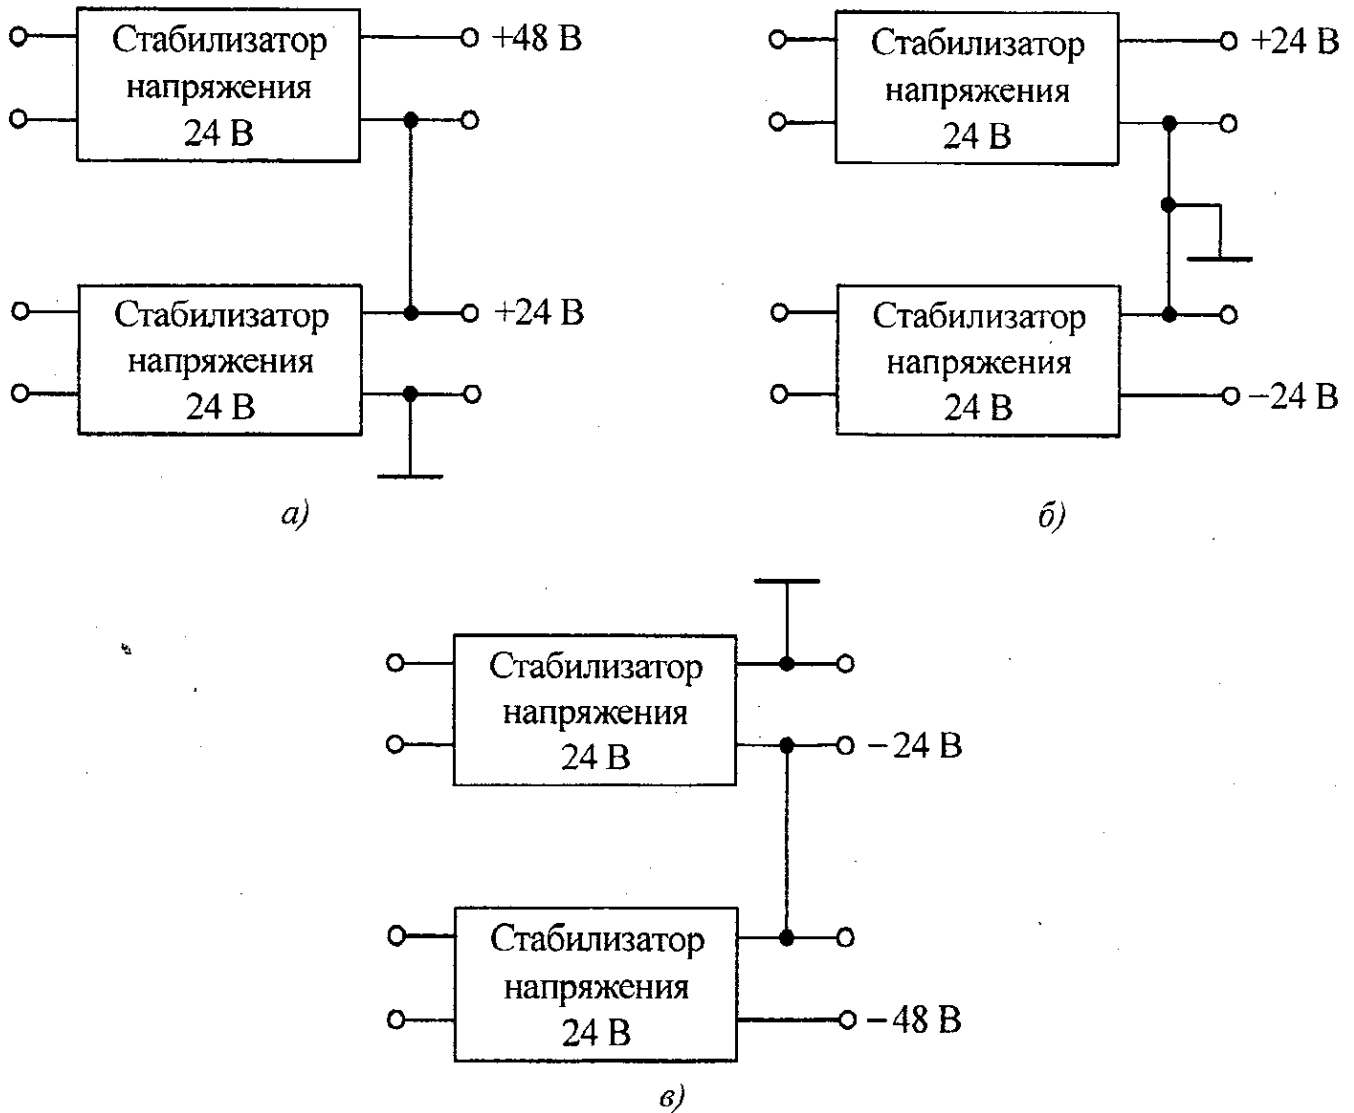 Стабилизатор
напряжения
24 В
+48 В
Стабилизатор
напряжения
24 В
+24 В
а)
Стабилизатор
напряжения
24 В
+24 В
Стабилизатор
напряжения
24 В
−24 В
б)
Стабилизатор
напряжения
24 В
−24 В
Стабилизатор
напряжения
24 В
−48 В
в)